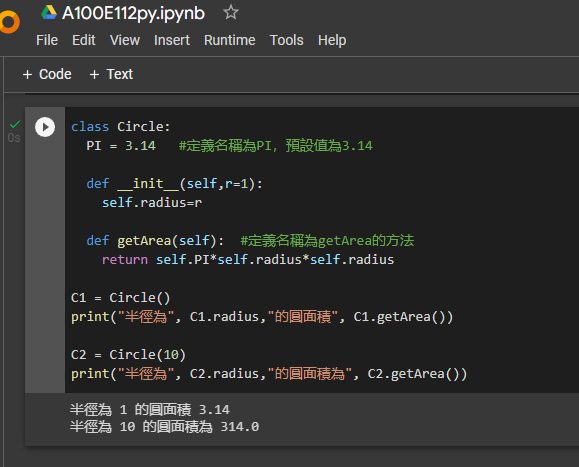 A100E112py.ipynb
File Edit View Insert Runtime Tools Help
+ Code + Text
0s
class Circle:
  PI = 3.14   #定義名稱為PI, 預設值為3.14

  def __init__(self,r=1):
    self.radius=r

  def getArea(self):  #定義名稱為getArea的方法
    return self.PI*self.radius*self.radius

C1 = Circle()
print("半徑為", C1.radius,"的圓面積", C1.getArea())

C2 = Circle(10)
print("半徑為", C2.radius,"的圓面積為", C2.getArea())
半徑為 1 的圓面積 3.14
半徑為 10 的圓面積為 314.0